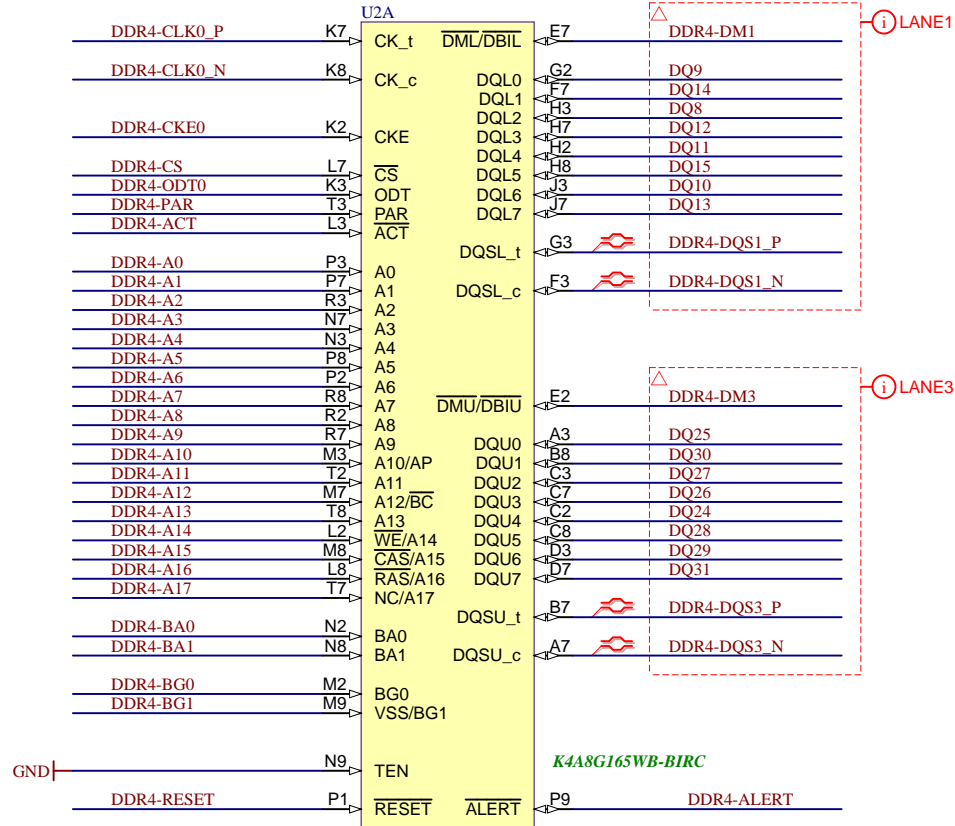 U2A
DDR4-CLK0_P K7 CK_t DML/DBIL E7 DDR4-DM1 LANE1
DDR4-CLK0_N K8 CK_c DQL0 G2 DQ9
DQL1 F7 DQ14
DQL2 H3 DQ8
DDR4-CKE0 K2 CKE DQL3 H7 DQ12
DQL4 H2 DQ11
DDR4-CS L7 CS DQL5 H8 DQ15
DDR4-ODT0 K3 ODT DQL6 J3 DQ10
DDR4-PAR T3 PAR DQL7 J7 DQ13
DDR4-ACT L3 ACT
DQSL_t G3 DDR4-DQS1_P
DDR4-A0 P3 A0
DDR4-A1 P7 A1 DQSL_c F3 DDR4-DQS1_N
DDR4-A2 R3 A2
DDR4-A3 N7 A3
DDR4-A4 N3 A4
DDR4-A5 P8 A5
DDR4-A6 P2 A6 LANE3
DDR4-A7 R8 A7 DMU/DBIU E2 DDR4-DM3
DDR4-A8 R2 A8
DDR4-A9 R7 A9 DQU0 A3 DQ25
DDR4-A10 M3 A10/AP DQU1 B8 DQ30
DDR4-A11 T2 A11 DQU2 C3 DQ27
DDR4-A12 M7 A12/BC DQU3 C7 DQ26
DDR4-A13 T8 A13 DQU4 C2 DQ24
DDR4-A14 L2 WE/A14 DQU5 C8 DQ28
DDR4-A15 M8 CAS/A15 DQU6 D3 DQ29
DDR4-A16 L8 RAS/A16 DQU7 D7 DQ31
DDR4-A17 T7 NC/A17
DQSU_t B7 DDR4-DQS3_P
DDR4-BA0 N2 BA0
DDR4-BA1 N8 BA1 DQSU_c A7 DDR4-DQS3_N
DDR4-BG0 M2 BG0
DDR4-BG1 M9 VSS/BG1
GND N9 TEN K4A8G165WB-BIRC
DDR4-RESET P1 RESET ALERT P9 DDR4-ALERT